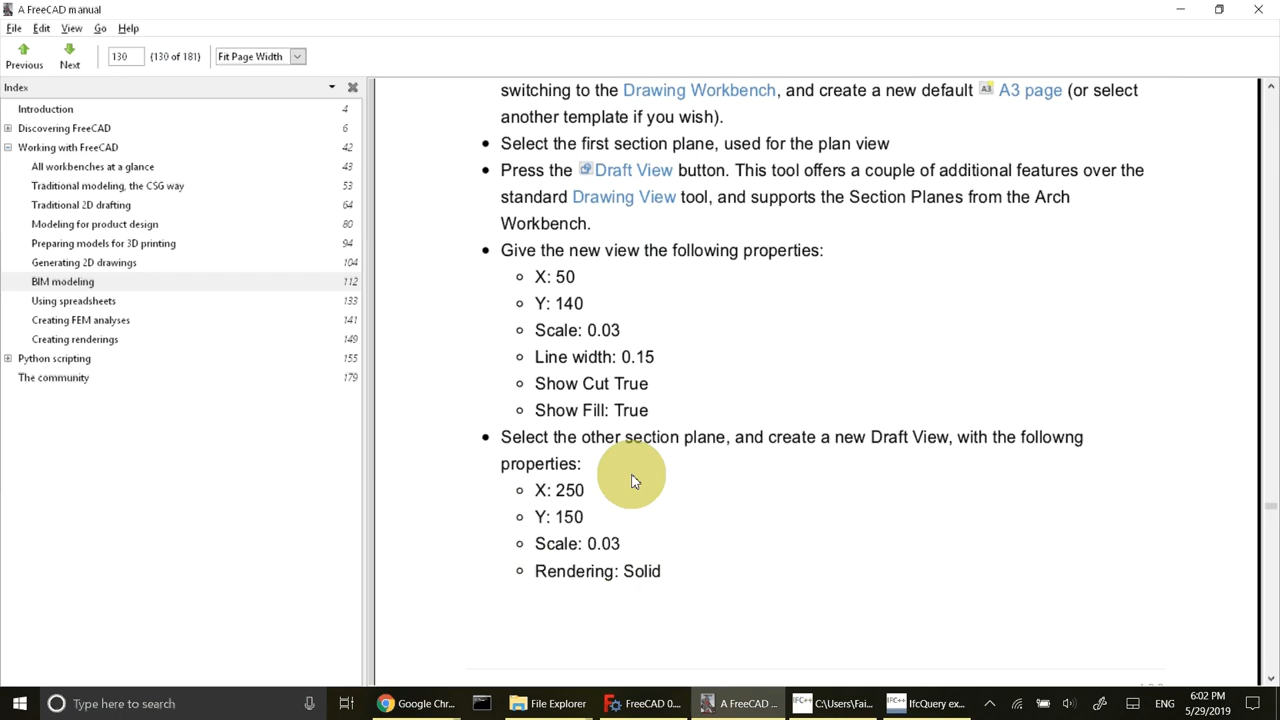 A FreeCAD manual
File Edit View Go Help
Previous Next 130 (130 of 181) Fit Page Width
Index
Introduction 4
Discovering FreeCAD 6
Working with FreeCAD 42
All workbenches at a glance 43
Traditional modeling, the CSG way 53
Traditional 2D drafting 64
Modeling for product design 80
Preparing models for 3D printing 94
Generating 2D drawings 104
BIM modeling 112
Using spreadsheets 133
Creating FEM analyses 141
Creating renderings 149
Python scripting 155
The community 179
switching to the Drawing Workbench, and create a new default A3 page (or select
another template if you wish).
• Select the first section plane, used for the plan view
• Press the Draft View button. This tool offers a couple of additional features over the
standard Drawing View tool, and supports the Section Planes from the Arch
Workbench.
• Give the new view the following properties:
X: 50
Y: 140
Scale: 0.03
Line width: 0.15
Show Cut True
Show Fill: True
• Select the other section plane, and create a new Draft View, with the followng
properties:
X: 250
Y: 150
Scale: 0.03
Rendering: Solid
Type here to search
Google Chr...
File Explorer
FreeCAD 0....
A FreeCAD ...
C:\Users\Fai...
IfcQuery ex...
ENG
6:02 PM
5/29/2019